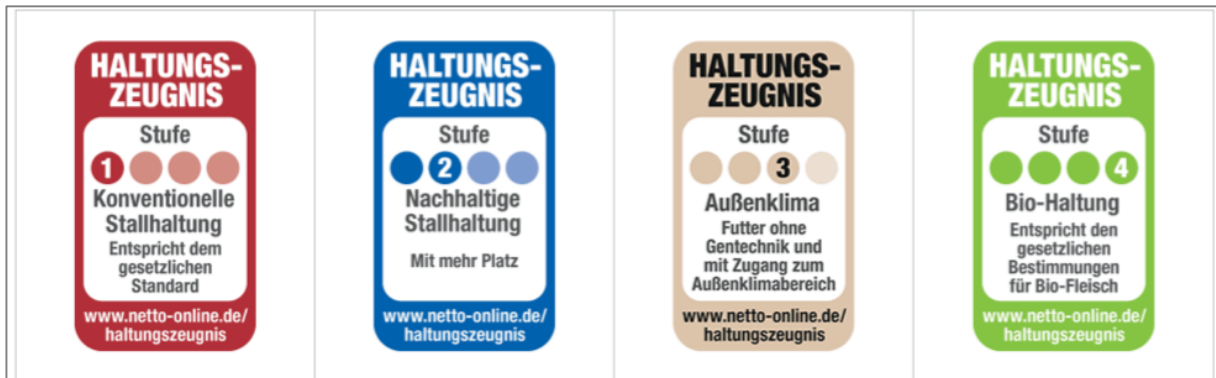 HALTUNGS-
ZEUGNIS
Stufe
1
Konventionelle
Stallhaltung
Entspricht dem
gesetzlichen
Standard
www.netto-online.de/
haltungszeugnis
HALTUNGS-
ZEUGNIS
Stufe
2
Nachhaltige
Stallhaltung
Mit mehr Platz
www.netto-online.de/
haltungszeugnis
HALTUNGS-
ZEUGNIS
Stufe
3
Außenklima
Futter ohne
Gentechnik und
mit Zugang zum
Außenklimabereich
www.netto-online.de/
haltungszeugnis
HALTUNGS-
ZEUGNIS
Stufe
4
Bio-Haltung
Entspricht den
gesetzlichen
Bestimmungen
für Bio-Fleisch
www.netto-online.de/
haltungszeugnis